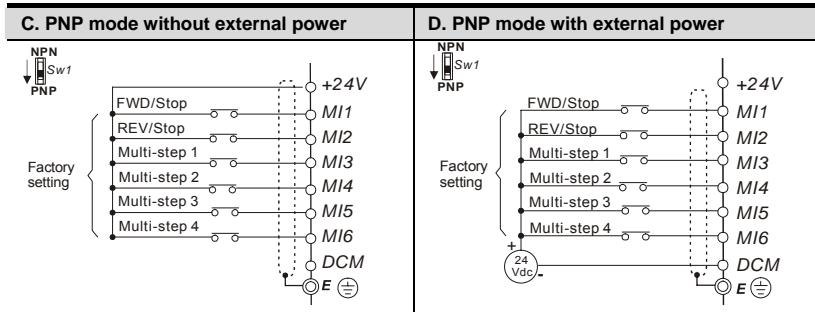 C. PNP mode without external power
NPN
Sw1
PNP
+24V
FWD/Stop
MI1
REV/Stop
MI2
Multi-step 1
MI3
Multi-step 2
MI4
Multi-step 3
MI5
Multi-step 4
MI6
Factory
setting
DCM
E
D. PNP mode with external power
NPN
Sw1
PNP
+24V
FWD/Stop
MI1
REV/Stop
MI2
Multi-step 1
MI3
Multi-step 2
MI4
Multi-step 3
MI5
Multi-step 4
MI6
Factory
setting
+
24
Vdc
-
DCM
E